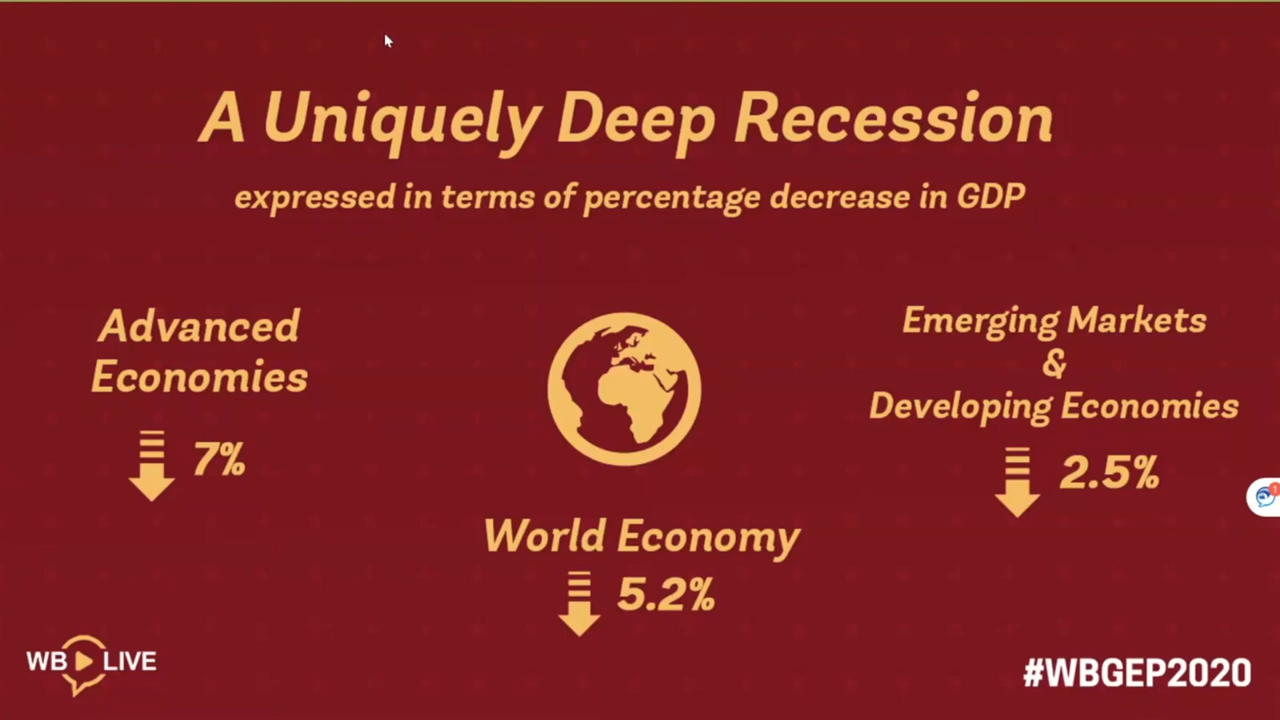 A Uniquely Deep Recession
expressed in terms of percentage decrease in GDP
Advanced
Economies
7%
World Economy
5.2%
Emerging Markets
&
Developing Economies
2.5%
1
WB LIVE
#WBGEP2020